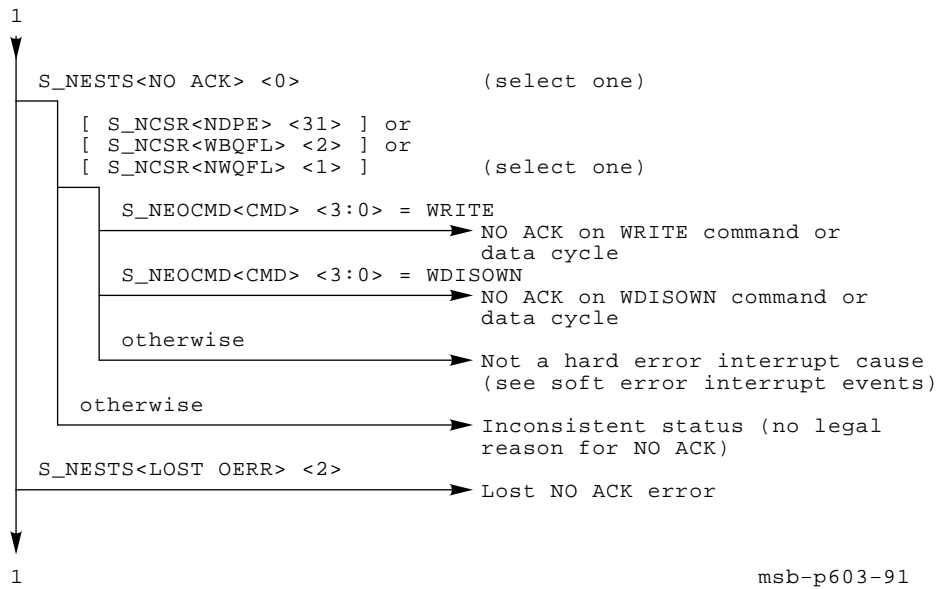 1
S_NESTS<NO ACK> <0> (select one)
[ S_NCSR<NDPE> <31> ] or
[ S_NCSR<WBQFL> <2> ] or
[ S_NCSR<NWQFL> <1> ] (select one)
S_NEOCMD<CMD> <3:0> = WRITE
NO ACK on WRITE command or
data cycle
S_NEOCMD<CMD> <3:0> = WDISOWN
NO ACK on WDISOWN command or
data cycle
otherwise
Not a hard error interrupt cause
(see soft error interrupt events)
otherwise
Inconsistent status (no legal
reason for NO ACK)
S_NESTS<LOST OERR> <2>
Lost NO ACK error
1
msb-p603-91